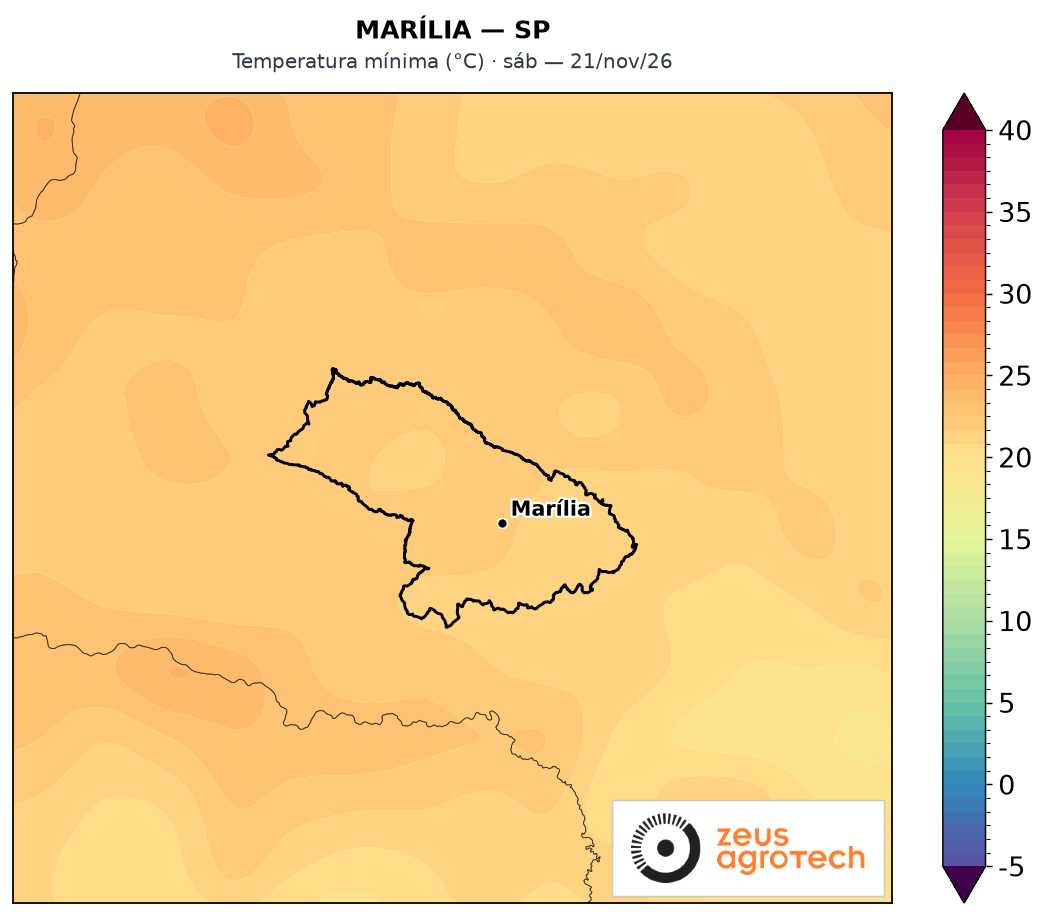 MARÍLIA — SP
Temperatura mínima (°C) · sáb — 21/nov/26
40
35
30
25
20
15
10
5
0
-5
Marília
zeus
agrotech